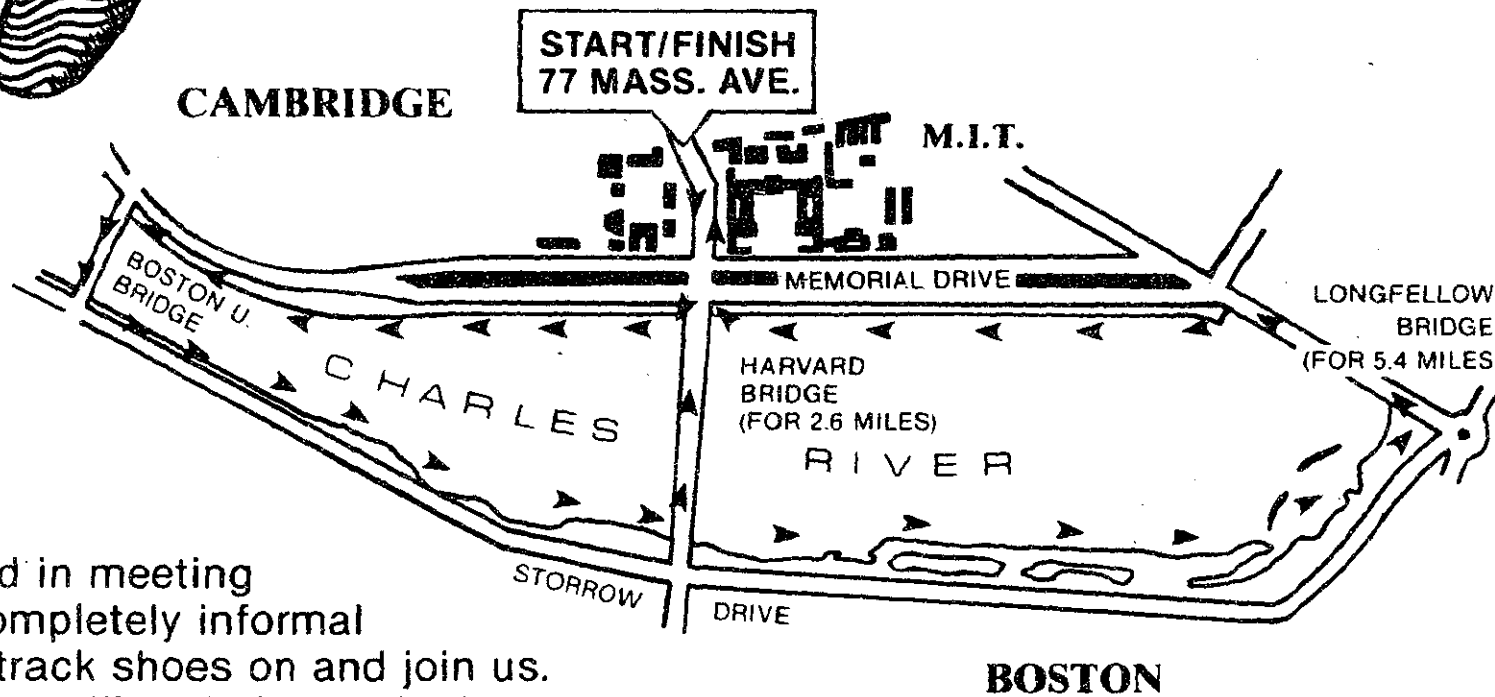 START/FINISH
77 MASS. AVE.
CAMBRIDGE
M.I.T.
BOSTON U.
BRIDGE
MEMORIAL DRIVE
LONGFELLOW
BRIDGE
(FOR 5.4 MILES
HARVARD
BRIDGE
(FOR 2.6 MILES)
CHARLES
RIVER
STORROW
DRIVE
d in meeting
ompletely informal
track shoes on and join us.
BOSTON